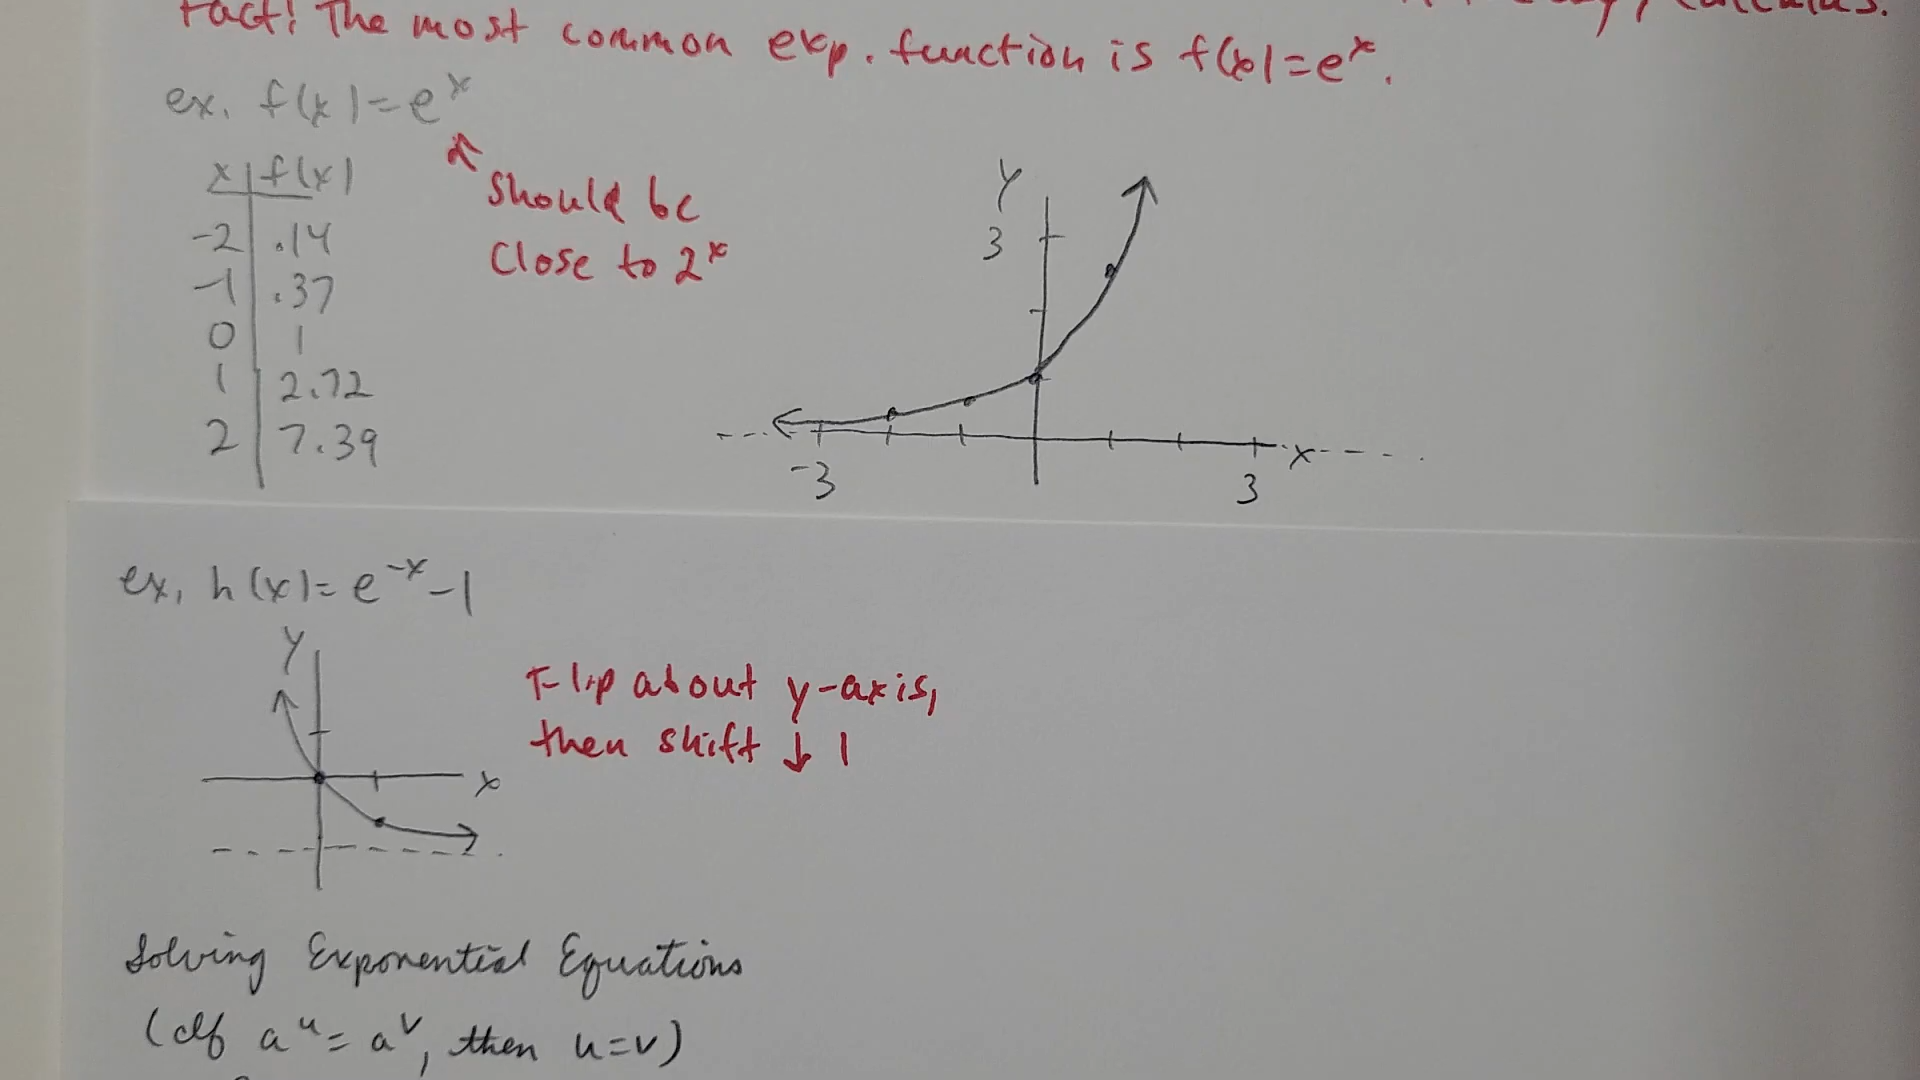 Fact: The most common exp. function is f(x)=e^x.
calculus.
ex. f(x)=e^x
x | f(x)
-2 | .14
-1 | .37
0 | 1
1 | 2.72
2 | 7.39
Should be
close to 2^x
y
3
-3
3
x
ex. h(x)=e^-x-1
y
x
Flip about y-axis,
then shift ↓ 1
Solving Exponential Equations
(If a^u=a^v, then u=v)